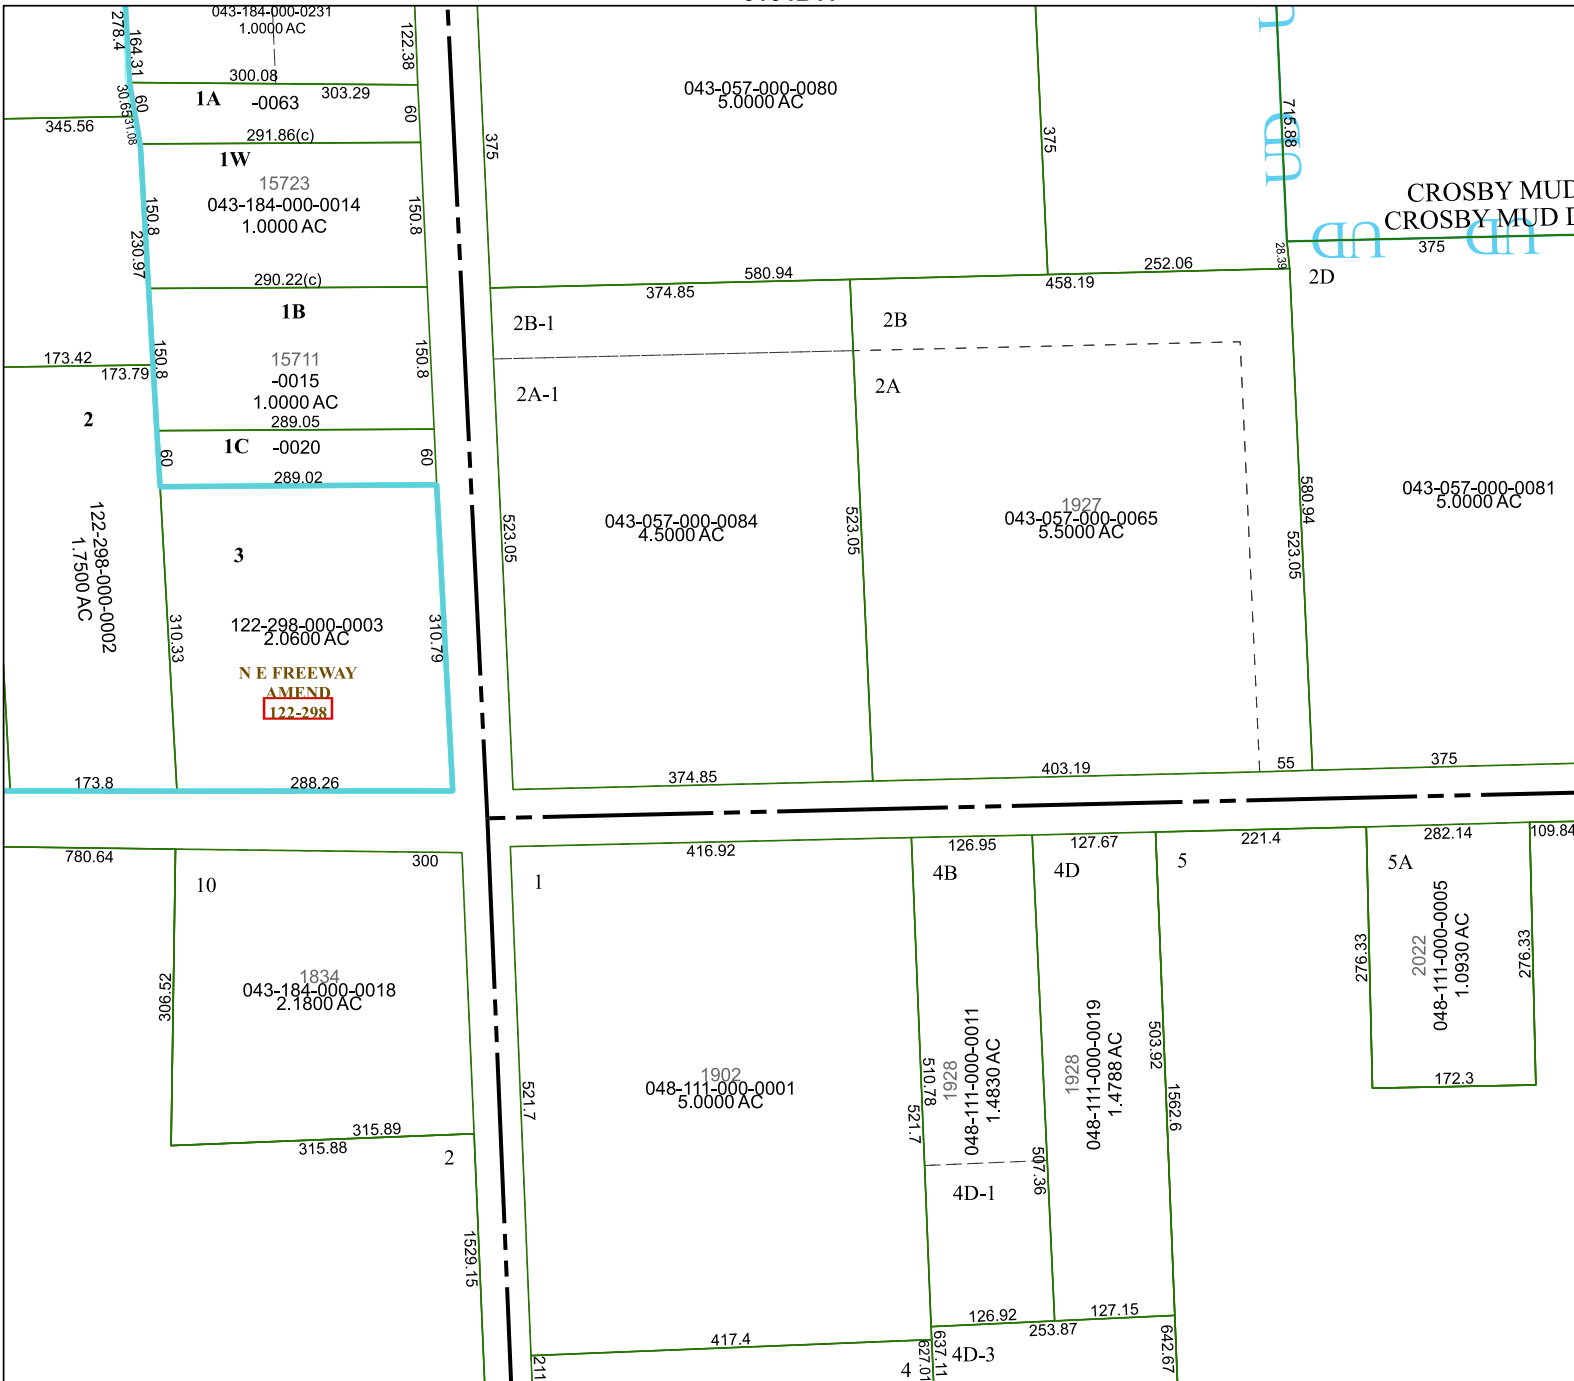 043-184-000-0231
1.0000 AC
278.4
164.31
122.38
300.08
303.29
1A
-0063
30.65
60
31.08
60
345.56
291.86(c)
1W
15723
043-184-000-0014
1.0000 AC
150.8
150.8
230.97
290.22(c)
1B
15711
-0015
1.0000 AC
150.8
150.8
173.42
173.79
289.05
1C
-0020
60
60
289.02
2
122-298-000-0002
1.7500 AC
3
122-298-000-0003
2.0600 AC
310.33
310.79
N E FREEWAY
AMEND
122-298
173.8
288.26
043-057-000-0080
5.0000 AC
375
375
715.88
UD
CROSBY MUD
CROSBY MUD D
UD
UD
375
28.39
2D
580.94
252.06
374.85
458.19
2B-1
2B
2A-1
2A
043-057-000-0084
4.5000 AC
523.05
523.05
1927
043-057-000-0065
5.5000 AC
580.94
523.05
043-057-000-0081
5.0000 AC
374.85
403.19
55
375
780.64
300
10
1834
043-184-000-0018
2.1800 AC
306.52
315.89
315.88
2
1529.15
416.92
126.95
127.67
221.4
282.14
109.84
1
4B
4D
5
5A
1902
048-111-000-0001
5.0000 AC
521.7
510.78
521.7
1928
048-111-000-0011
1.4830 AC
507.36
1928
048-111-000-0019
1.4788 AC
503.92
1562.6
276.33
2022
048-111-000-0005
1.0930 AC
276.33
172.3
4D-1
126.92
127.15
253.87
417.4
211
4
627.01
637.11
4D-3
642.67